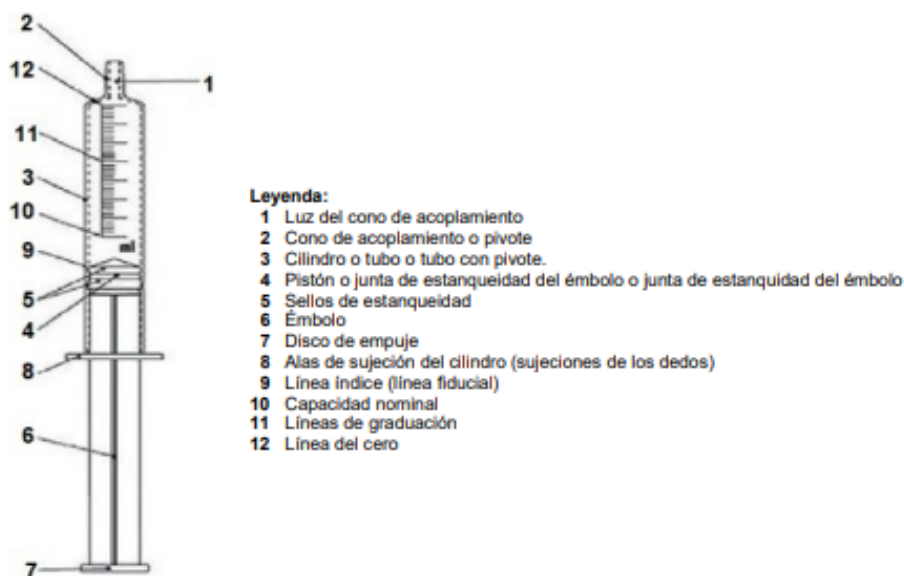 2
12
1
11
3
10
ml
9
5
4
8
6
7
Leyenda:
1 Luz del cono de acoplamiento
2 Cono de acoplamiento o pivote
3 Cilindro o tubo o tubo con pivote.
4 Pistón o junta de estanqueidad del émbolo o junta de estanquidad del émbolo
5 Sellos de estanqueidad
6 Émbolo
7 Disco de empuje
8 Alas de sujeción del cilindro (sujeciones de los dedos)
9 Línea índice (línea fiducial)
10 Capacidad nominal
11 Líneas de graduación
12 Línea del cero